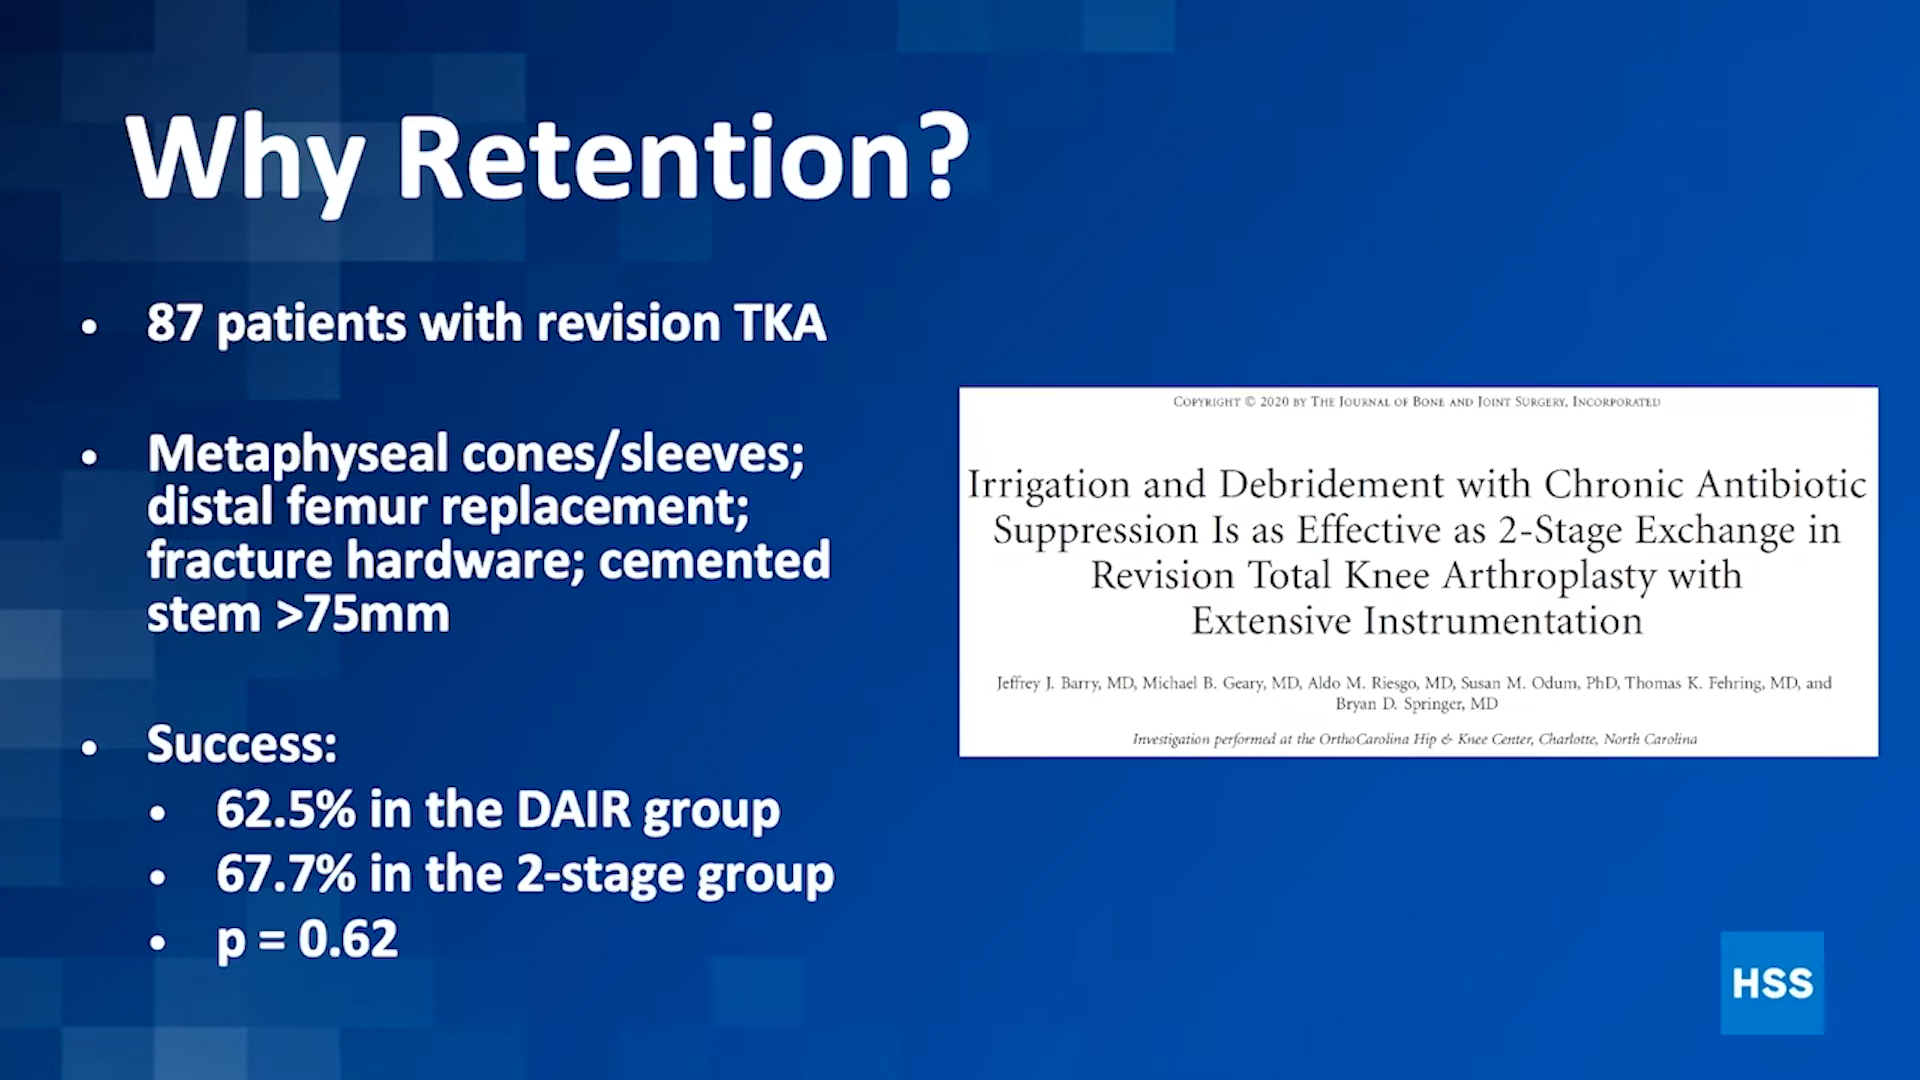 Why Retention?
• 87 patients with revision TKA
• Metaphyseal cones/sleeves;
distal femur replacement;
fracture hardware; cemented
stem >75mm
• Success:
• 62.5% in the DAIR group
• 67.7% in the 2-stage group
• p = 0.62
Copyright © 2020 by The Journal of Bone and Joint Surgery, Incorporated
Irrigation and Debridement with Chronic Antibiotic
Suppression Is as Effective as 2-Stage Exchange in
Revision Total Knee Arthroplasty with
Extensive Instrumentation
Jeffrey J. Barry, MD, Michael B. Geary, MD, Aldo M. Riesgo, MD, Susan M. Odum, PhD, Thomas K. Fehring, MD, and
Bryan D. Springer, MD
Investigation performed at the OrthoCarolina Hip & Knee Center, Charlotte, North Carolina
HSS